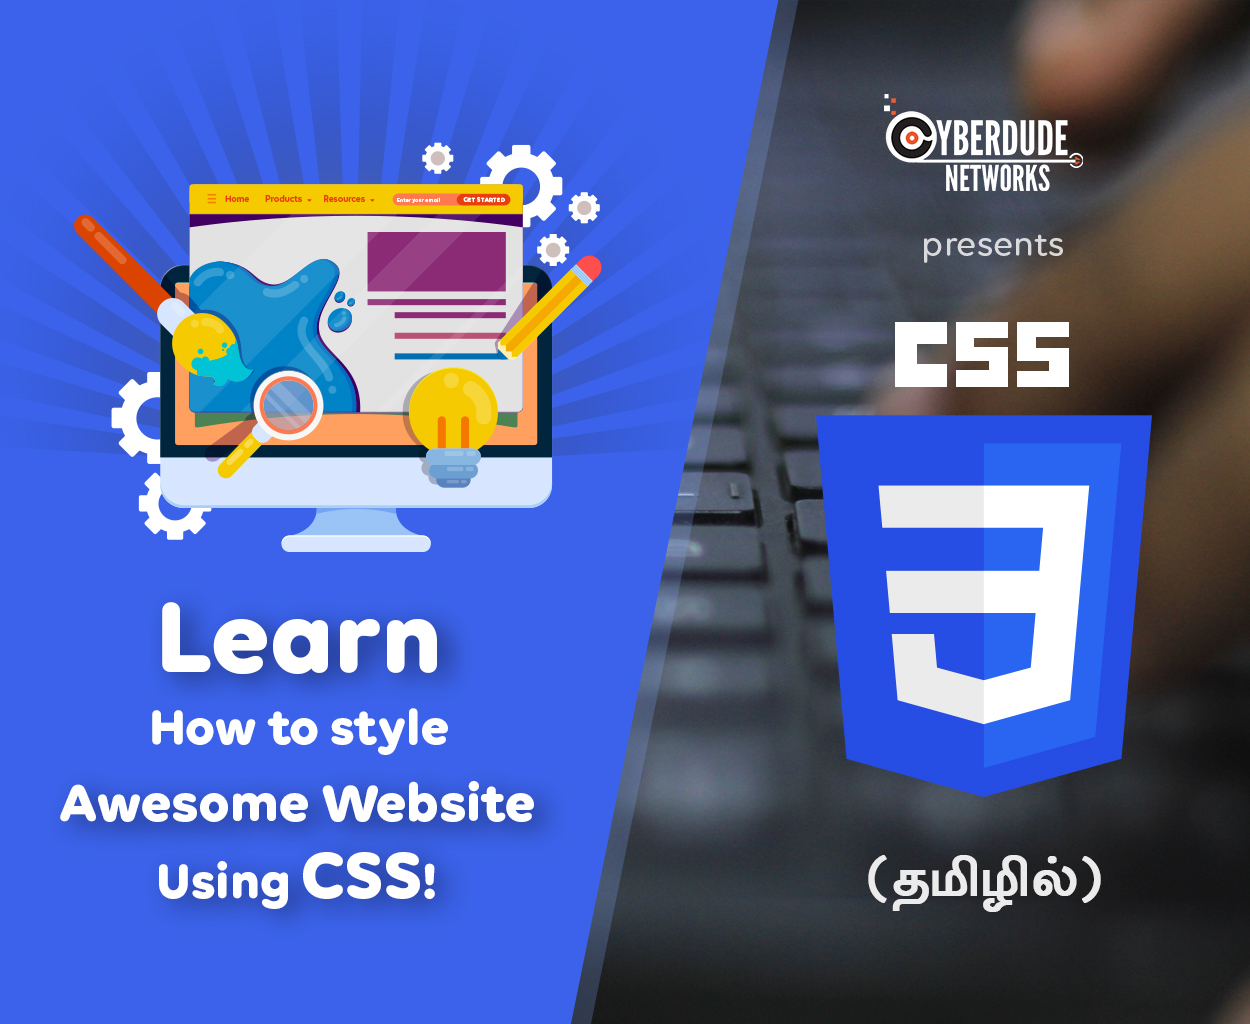 Home Products Resources Enter your email GET STARTED
Learn
How to style
Awesome Website
Using CSS!
CYBERDUDE
NETWORKS
presents
CSS
(தமிழில்)